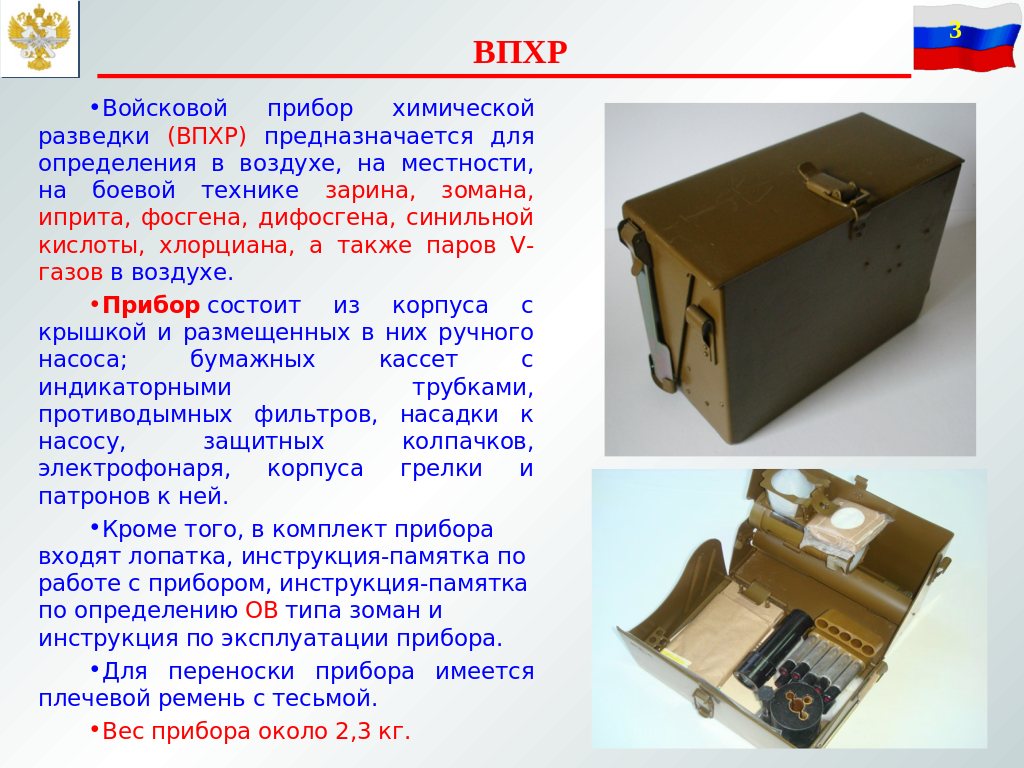 3
ВПХР
•Войсковой прибор химической
разведки (ВПХР) предназначается для
определения в воздухе, на местности,
на боевой технике зарина, зомана,
иприта, фосгена, дифосгена, синильной
кислоты, хлорциана, а также паров V-
газов в воздухе.
•Прибор состоит из корпуса с
крышкой и размещенных в них ручного
насоса; бумажных кассет с
индикаторными трубками,
противодымных фильтров, насадки к
насосу, защитных колпачков,
электрофонаря, корпуса грелки и
патронов к ней.
•Кроме того, в комплект прибора
входят лопатка, инструкция-памятка по
работе с прибором, инструкция-памятка
по определению ОВ типа зоман и
инструкция по эксплуатации прибора.
•Для переноски прибора имеется
плечевой ремень с тесьмой.
•Вес прибора около 2,3 кг.